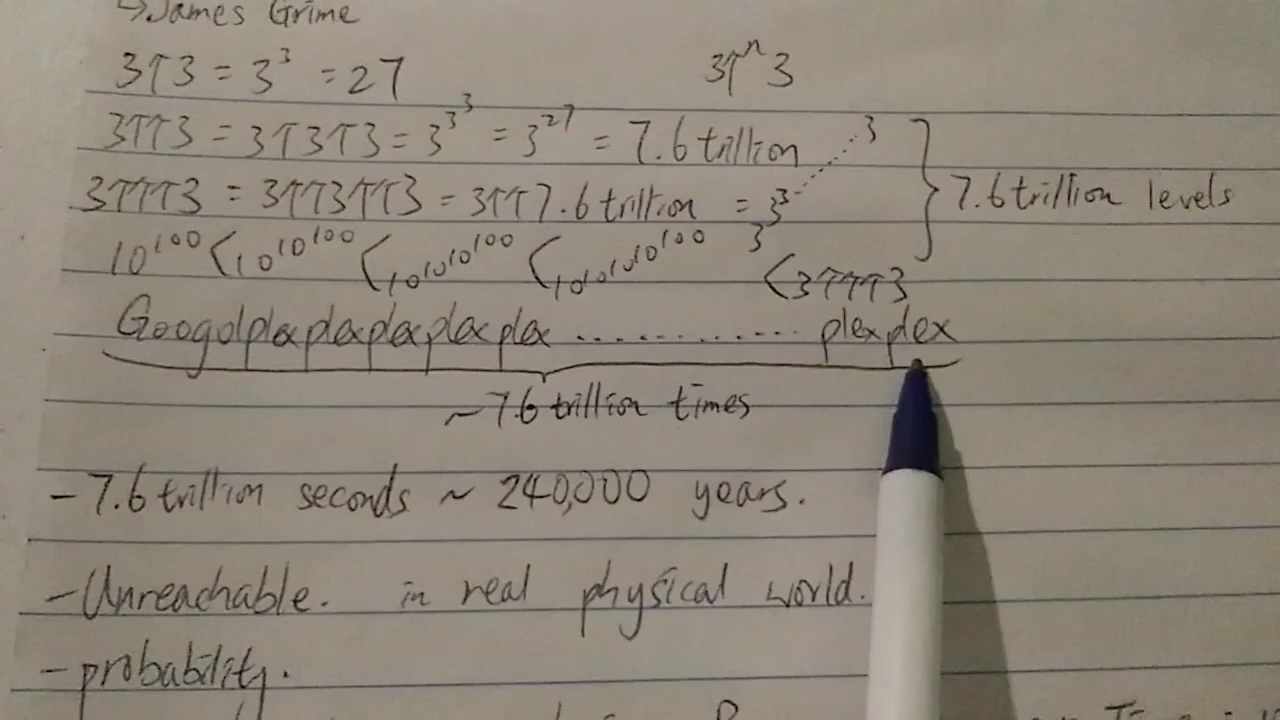 ↳James Grime
3↑3 = 3³ = 27 3↑ⁿ3
3↑↑3 = 3↑3↑3 = 3^3^3 = 3²⁷ = 7.6 trillion
3↑↑↑3 = 3↑↑3↑↑3 = 3↑↑7.6 trillion = 3^3^3^⋰^3 } 7.6 trillion levels
10^100 < 10^10^100 < 10^10^10^100 < 10^10^10^10^100 < 3↑↑↑3
Googolplexplexplexplexplex ............ plexplex
~7.6 trillion times
- 7.6 trillion seconds ~ 240,000 years.
- Unreachable. in real physical world.
- probability.